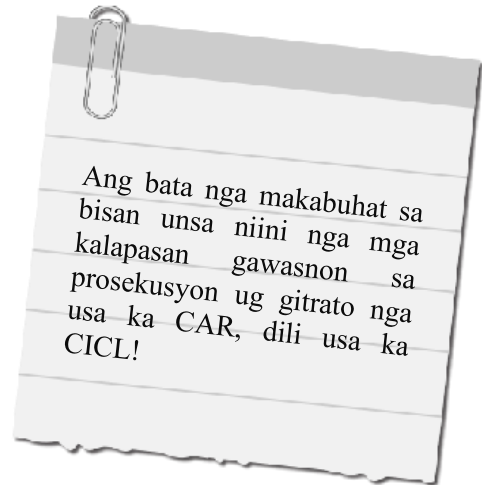 Ang bata nga makabuhat sa
bisan unsa niini nga mga
kalapasan gawasnon sa
prosekusyon ug gitrato nga
usa ka CAR, dili usa ka
CICL!